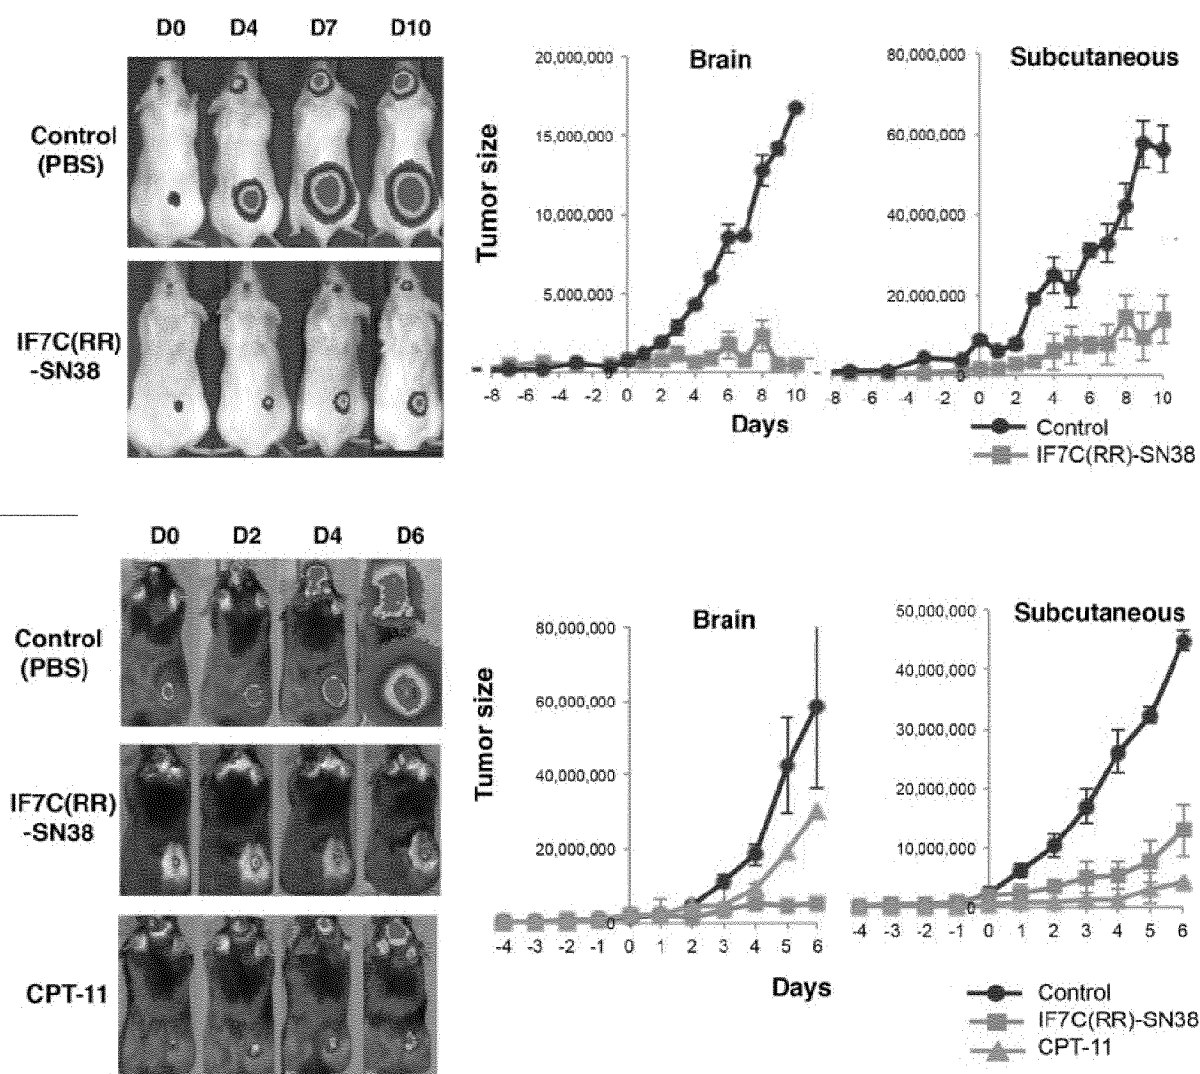 D0 D4 D7 D10
Control
(PBS)
IF7C(RR)
-SN38
Brain
Tumor size
20,000,000
15,000,000
10,000,000
5,000,000
0
-8 -6 -4 -2 0 2 4 6 8 10
Days
Subcutaneous
80,000,000
60,000,000
40,000,000
20,000,000
0
-8 -6 -4 -2 0 2 4 6 8 10
Control
IF7C(RR)-SN38
D0 D2 D4 D6
Control
(PBS)
IF7C(RR)
-SN38
CPT-11
Brain
Tumor size
80,000,000
60,000,000
40,000,000
20,000,000
0
-4 -3 -2 -1 0 1 2 3 4 5 6
Days
Subcutaneous
50,000,000
40,000,000
30,000,000
20,000,000
10,000,000
0
-4 -3 -2 -1 0 1 2 3 4 5 6
Control
IF7C(RR)-SN38
CPT-11